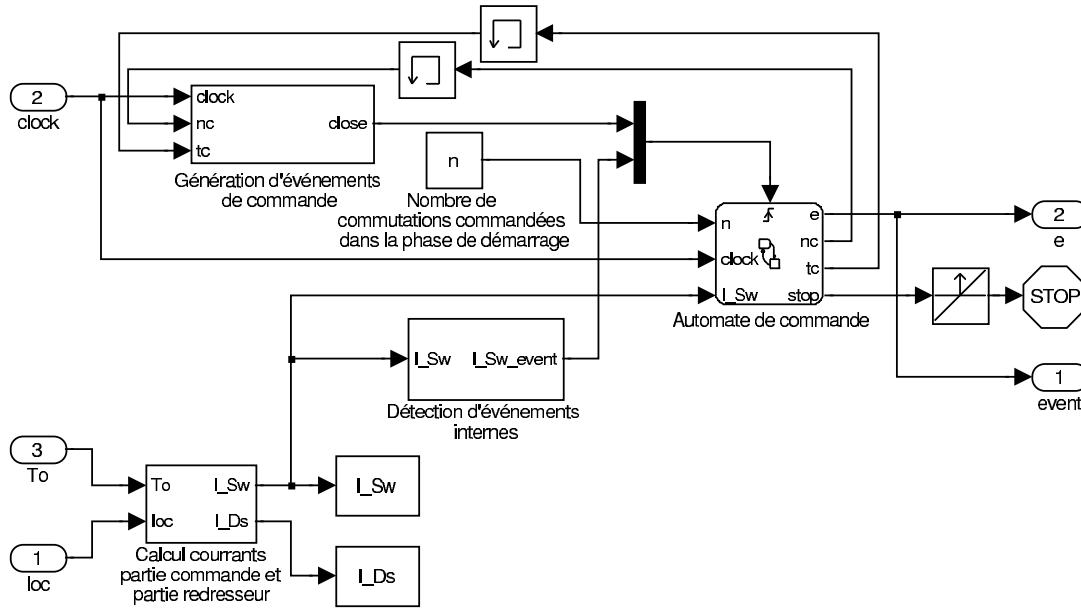 2
clock
clock
nc
tc
close
Génération d'événements
de commande
n
Nombre de
commutations commandées
dans la phase de démarrage
n
clock
I_Sw
e
nc
tc
stop
Automate de commande
2
e
STOP
1
event
I_Sw
I_Sw_event
Détection d'événements
internes
3
To
1
Ioc
To
Ioc
I_Sw
I_Ds
Calcul courrants
partie commande et
partie redresseur
I_Sw
I_Ds